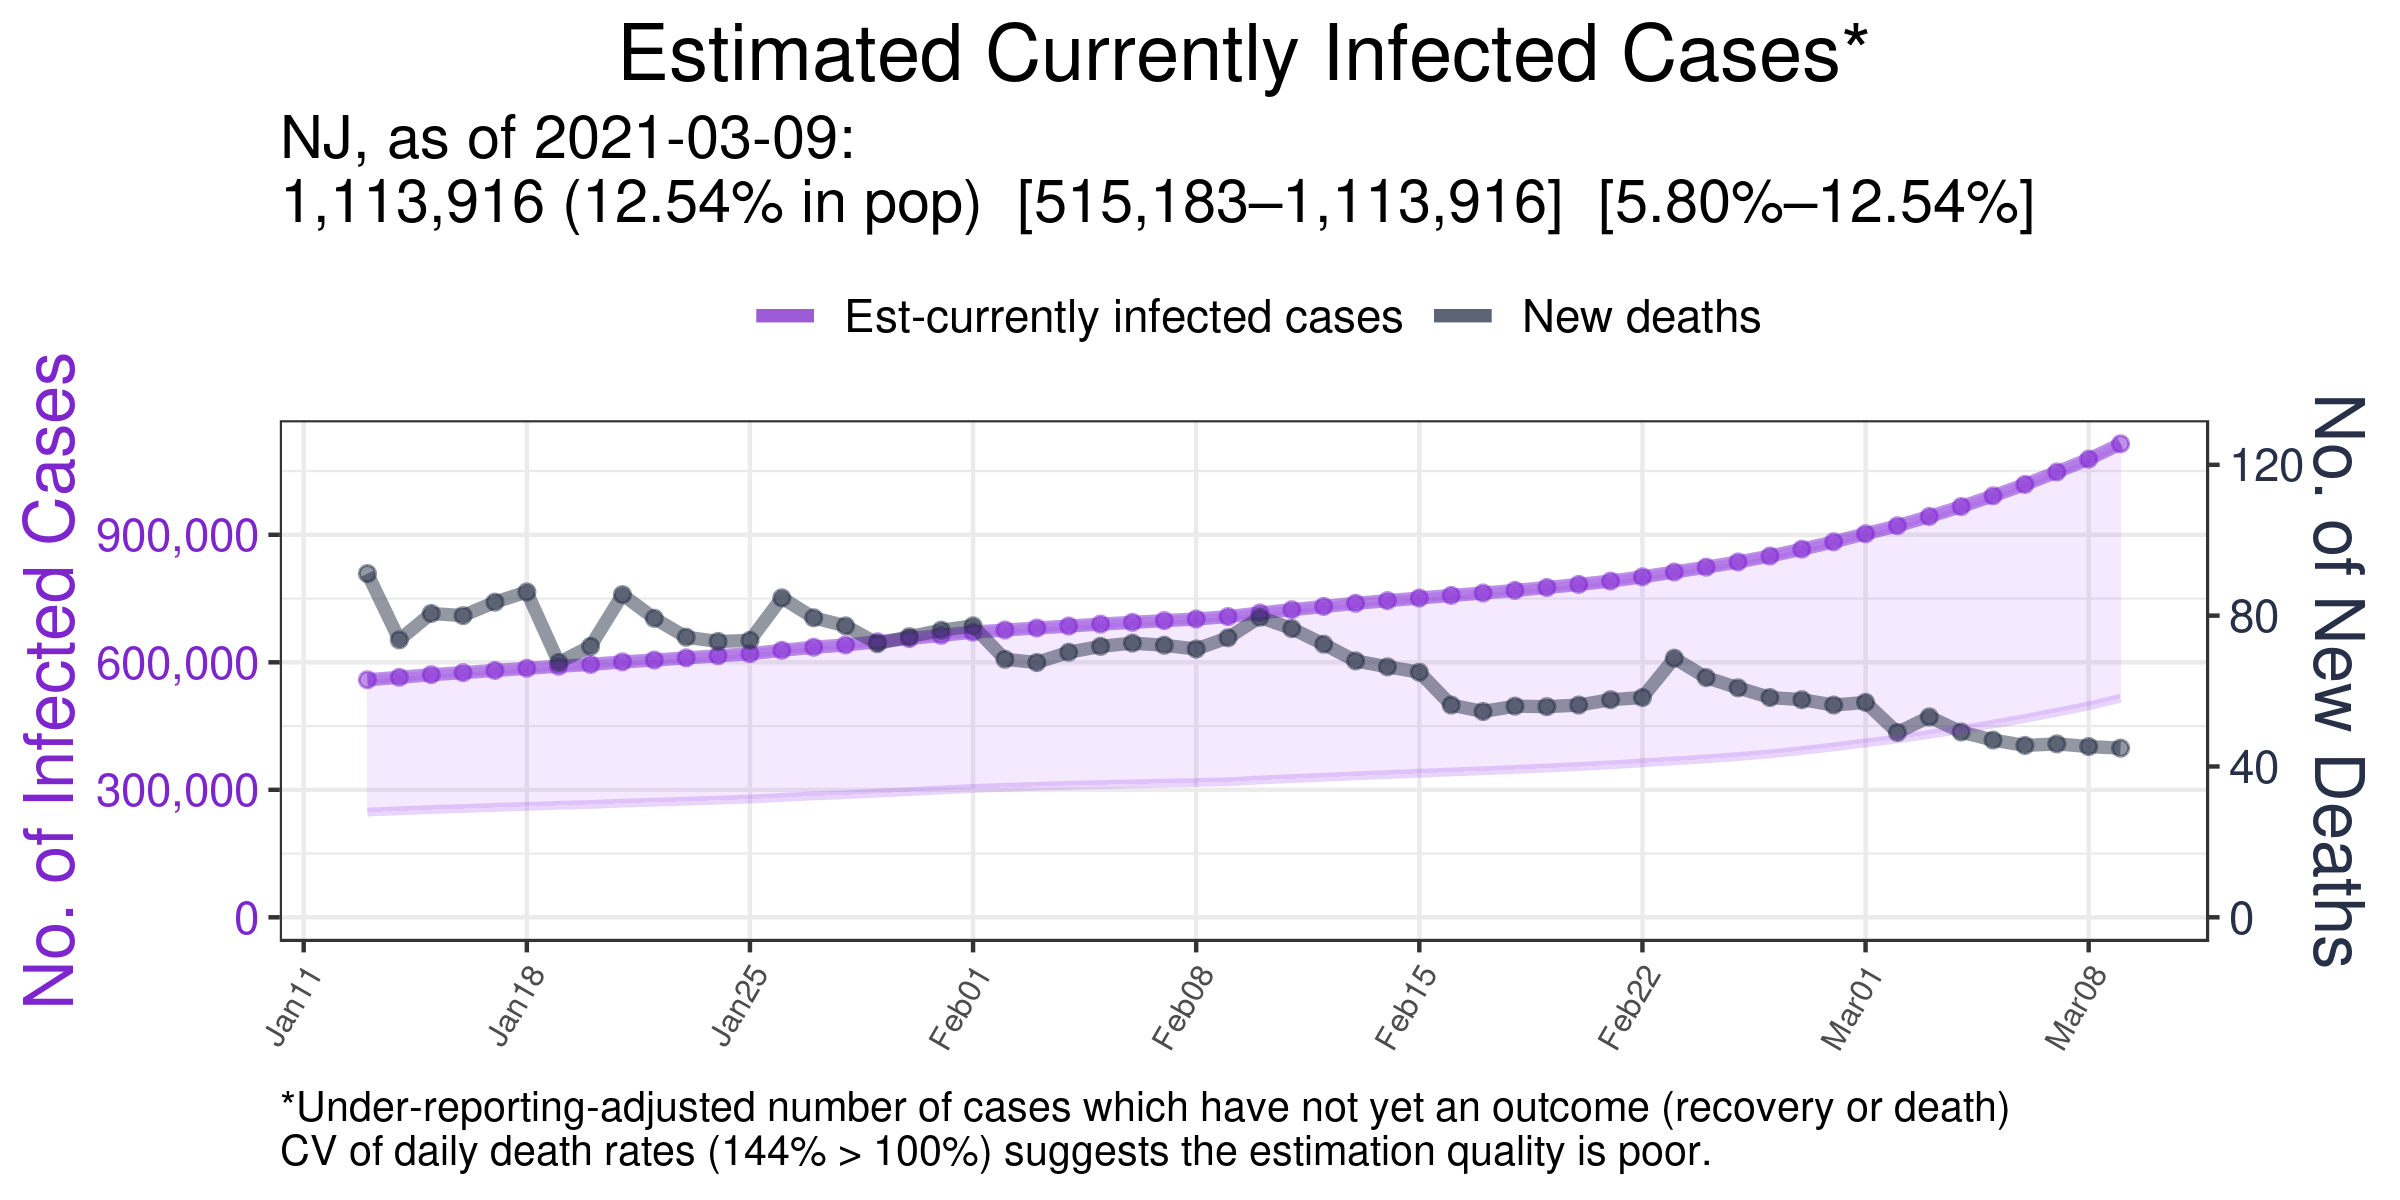 Estimated Currently Infected Cases*
NJ, as of 2021-03-09:
1,113,916 (12.54% in pop) [515,183–1,113,916] [5.80%–12.54%]
Est-currently infected cases
New deaths
No. of Infected Cases
900,000
600,000
300,000
0
120
80
40
0
No. of New Deaths
Jan11
Jan18
Jan25
Feb01
Feb08
Feb15
Feb22
Mar01
Mar08
*Under-reporting-adjusted number of cases which have not yet an outcome (recovery or death)
CV of daily death rates (144% > 100%) suggests the estimation quality is poor.